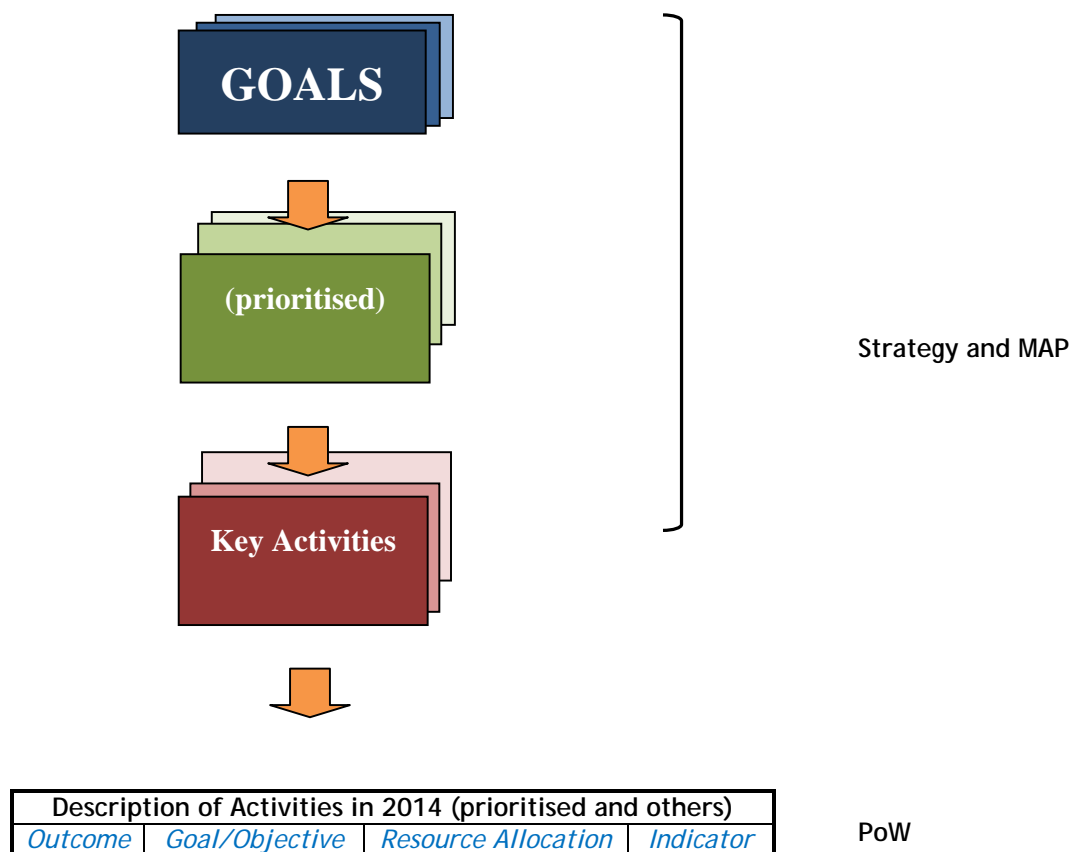 GOALS
(prioritised)
Strategy and MAP
Key Activities
Description of Activities in 2014 (prioritised and others)
Outcome Goal/Objective Resource Allocation Indicator
PoW